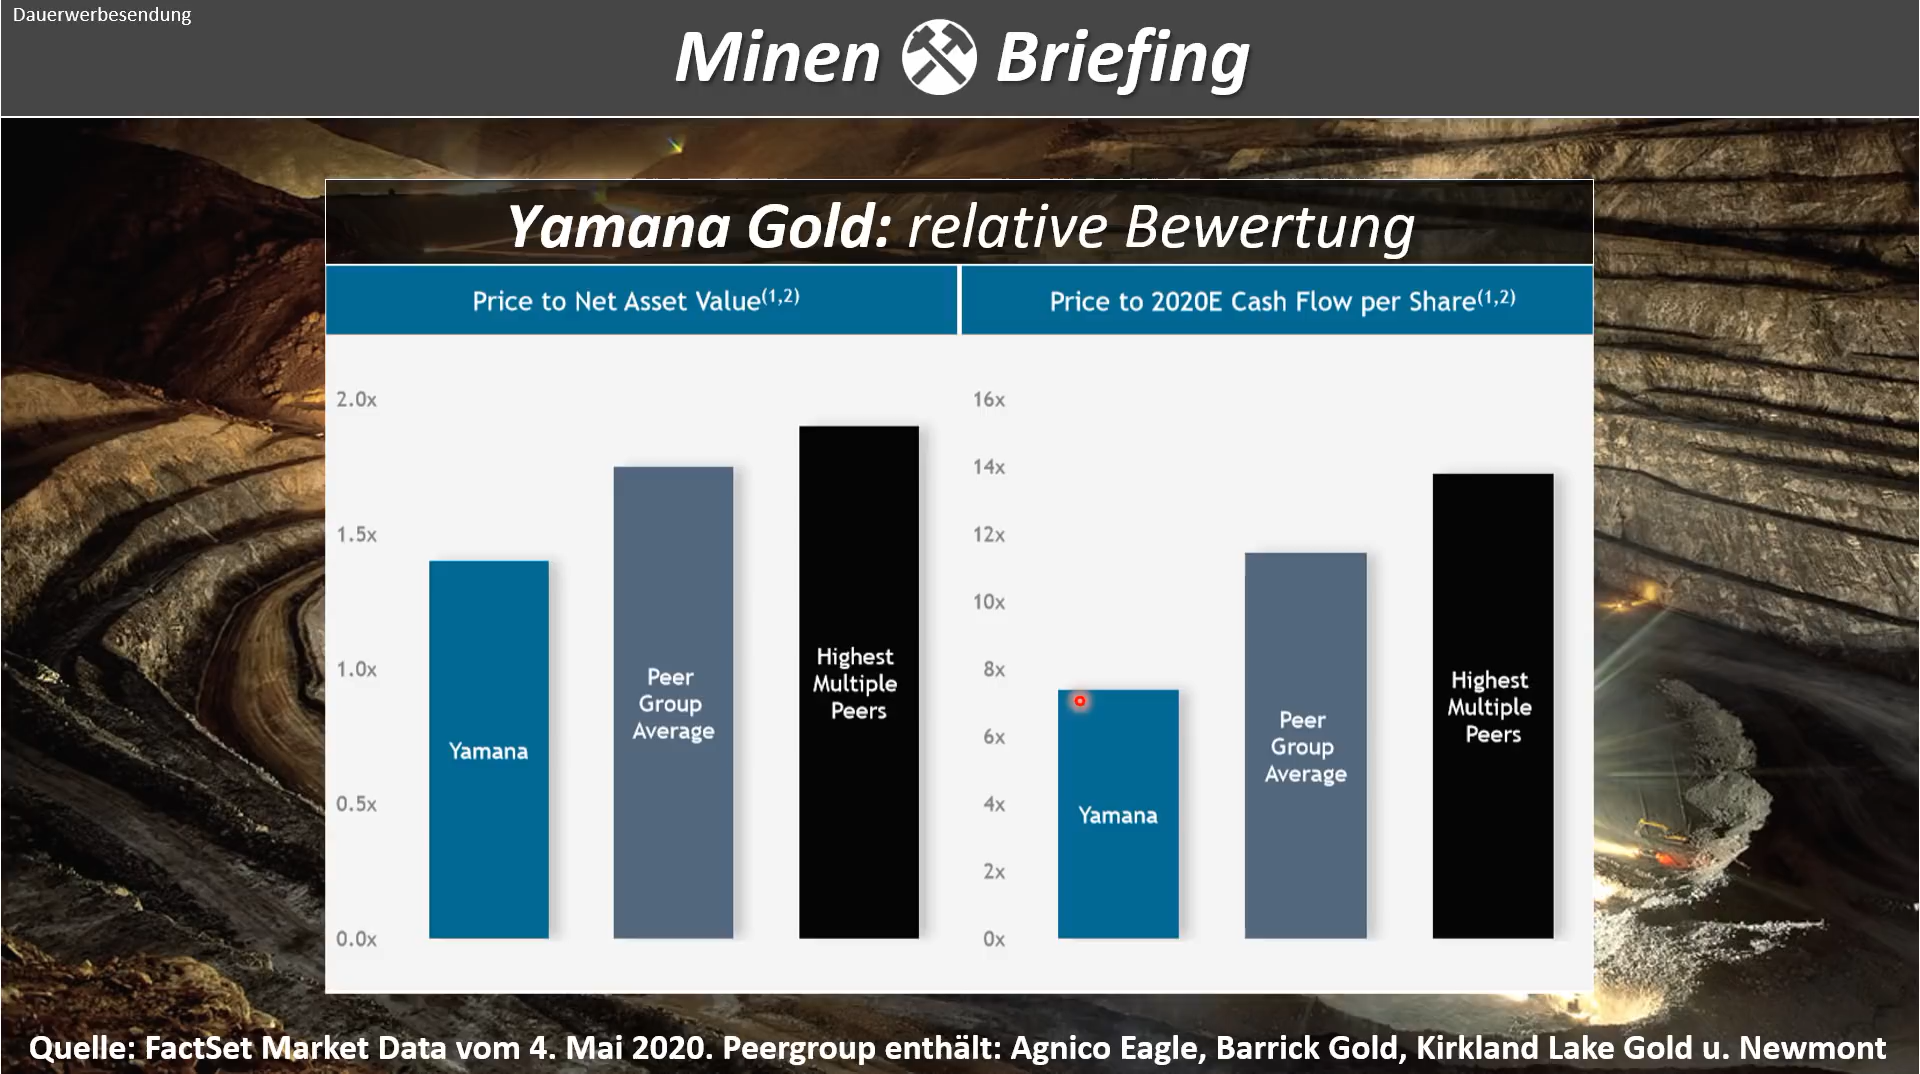 Dauerwerbesendung
Minen Briefing
Yamana Gold: relative Bewertung
Price to Net Asset Value(1,2)
Price to 2020E Cash Flow per Share(1,2)
2.0x
1.5x
1.0x
0.5x
0.0x
Yamana
Peer
Group
Average
Highest
Multiple
Peers
16x
14x
12x
10x
8x
6x
4x
2x
0x
Yamana
Peer
Group
Average
Highest
Multiple
Peers
Quelle: FactSet Market Data vom 4. Mai 2020. Peergroup enthält: Agnico Eagle, Barrick Gold, Kirkland Lake Gold u. Newmont